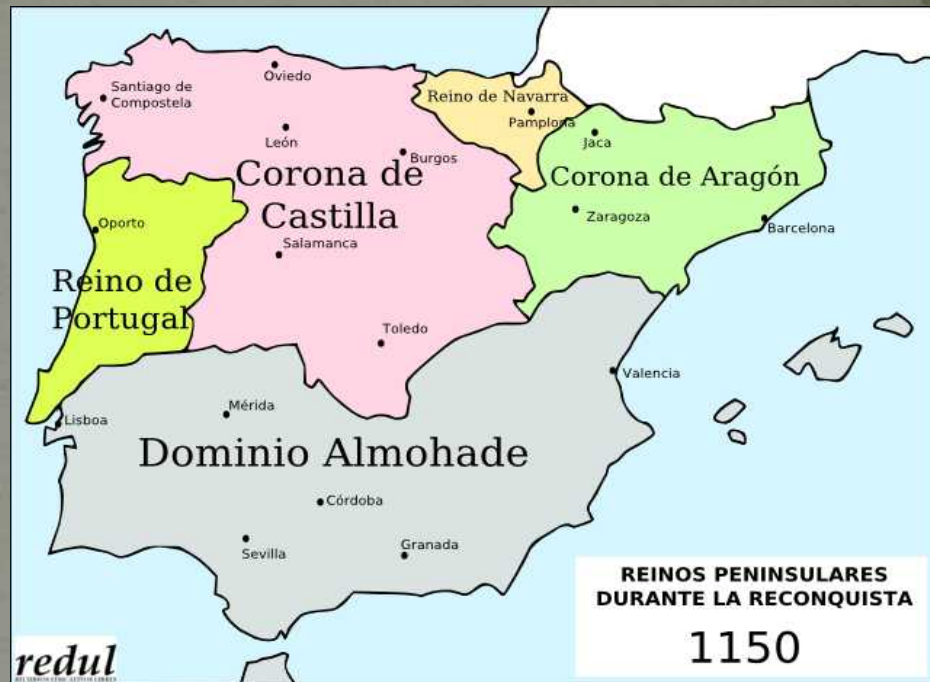 Oviedo
Santiago de
Compostela
León
Burgos
Reino de Navarra
Pamplona
Jaca
Corona de
Castilla
Corona de Aragón
Zaragoza
Barcelona
Oporto
Salamanca
Reino de
Portugal
Toledo
Valencia
Lisboa
Mérida
Dominio Almohade
Córdoba
Sevilla
Granada
REINOS PENINSULARES
DURANTE LA RECONQUISTA
1150
redul